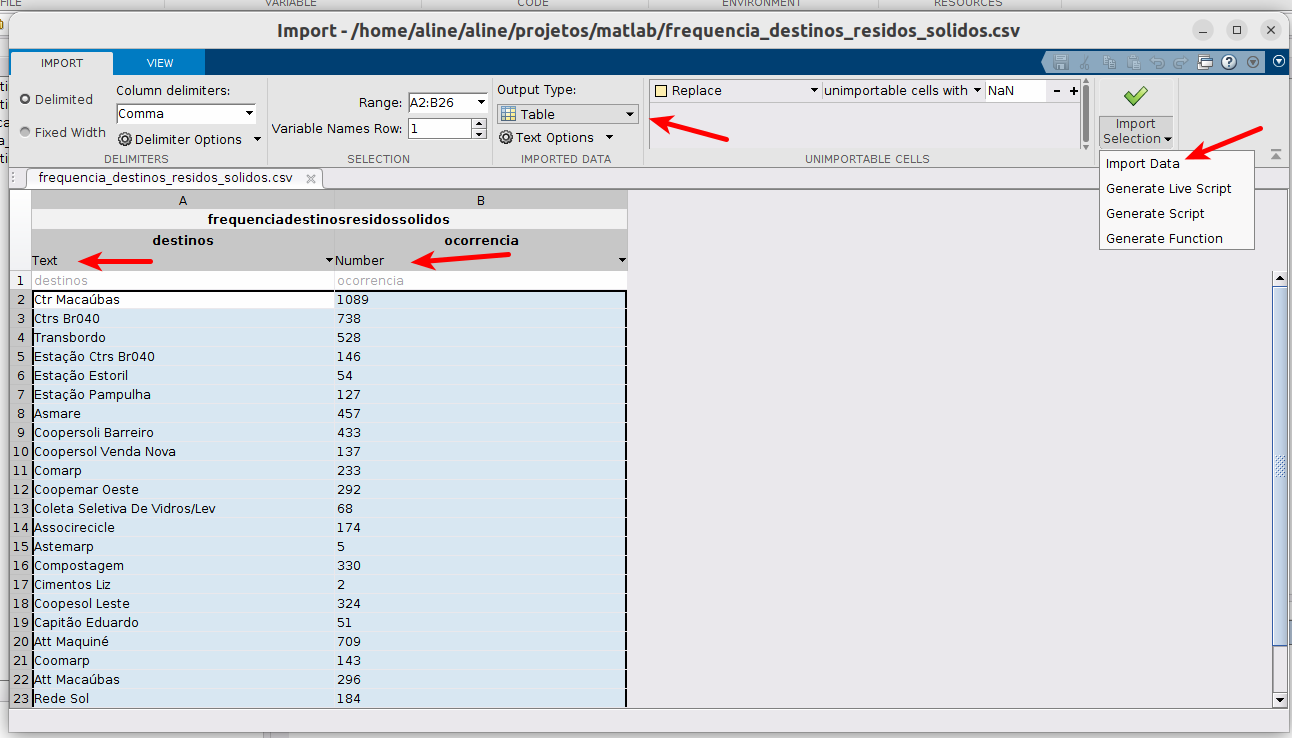 FILE VARIABLE CODE ENVIRONMENT RESOURCES
Import - /home/aline/aline/projetos/matlab/frequencia_destinos_residos_solidos.csv
IMPORT VIEW
Delimited
Fixed Width
Column delimiters:
Comma
Delimiter Options
DELIMITERS
Range: A2:B26
Variable Names Row: 1
SELECTION
Output Type:
Table
Text Options
IMPORTED DATA
Replace unimportable cells with NaN - +
UNIMPORTABLE CELLS
Import
Selection
Import Data
Generate Live Script
Generate Script
Generate Function
frequencia_destinos_residos_solidos.csv
A B
frequenciadestinosresidossolidos
destinos ocorrencia
Text Number
1 destinos ocorrencia
2 Ctr Macaúbas 1089
3 Ctrs Br040 738
4 Transbordo 528
5 Estação Ctrs Br040 146
6 Estação Estoril 54
7 Estação Pampulha 127
8 Asmare 457
9 Coopersoli Barreiro 433
10 Coopersol Venda Nova 137
11 Comarp 233
12 Coopemar Oeste 292
13 Coleta Seletiva De Vidros/Lev 68
14 Associrecicle 174
15 Astemarp 5
16 Compostagem 330
17 Cimentos Liz 2
18 Coopesol Leste 324
19 Capitão Eduardo 51
20 Att Maquiné 709
21 Coomarp 143
22 Att Macaúbas 296
23 Rede Sol 184